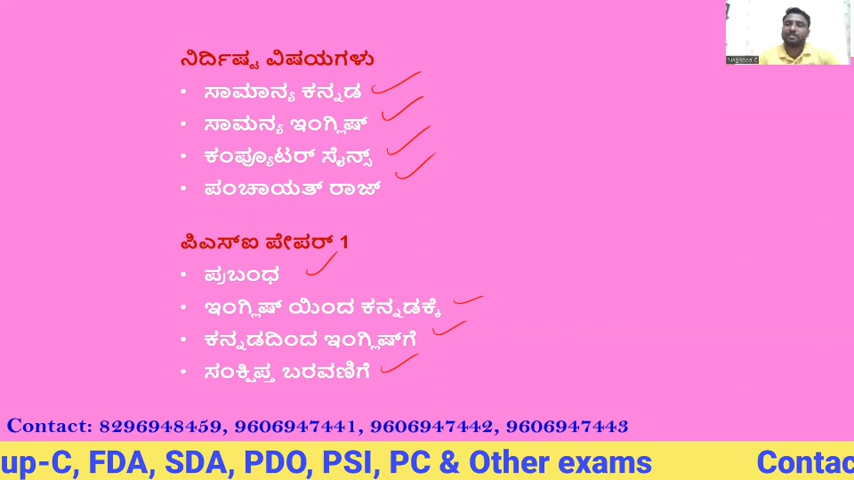 ನಿರ್ದಿಷ್ಟ ವಿಷಯಗಳು
• ಸಾಮಾನ್ಯ ಕನ್ನಡ
• ಸಾಮನ್ಯ ಇಂಗ್ಲಿಷ್
• ಕಂಪ್ಯೂಟರ್ ಸೈನ್ಸ್
• ಪಂಚಾಯತ್ ರಾಜ್
ಪಿಎಸ್ಐ ಪೇಪರ್ 1
• ಪ್ರಬಂಧ
• ಇಂಗ್ಲಿಷ್ ಯಿಂದ ಕನ್ನಡಕ್ಕೆ
• ಕನ್ನಡದಿಂದ ಇಂಗ್ಲಿಷ್‌ಗೆ
• ಸಂಕ್ಷಿಪ್ತ ಬರವಣಿಗೆ
Contact: 8296948459, 9606947441, 9606947442, 9606947443
up-C, FDA, SDA, PDO, PSI, PC & Other exams Contac